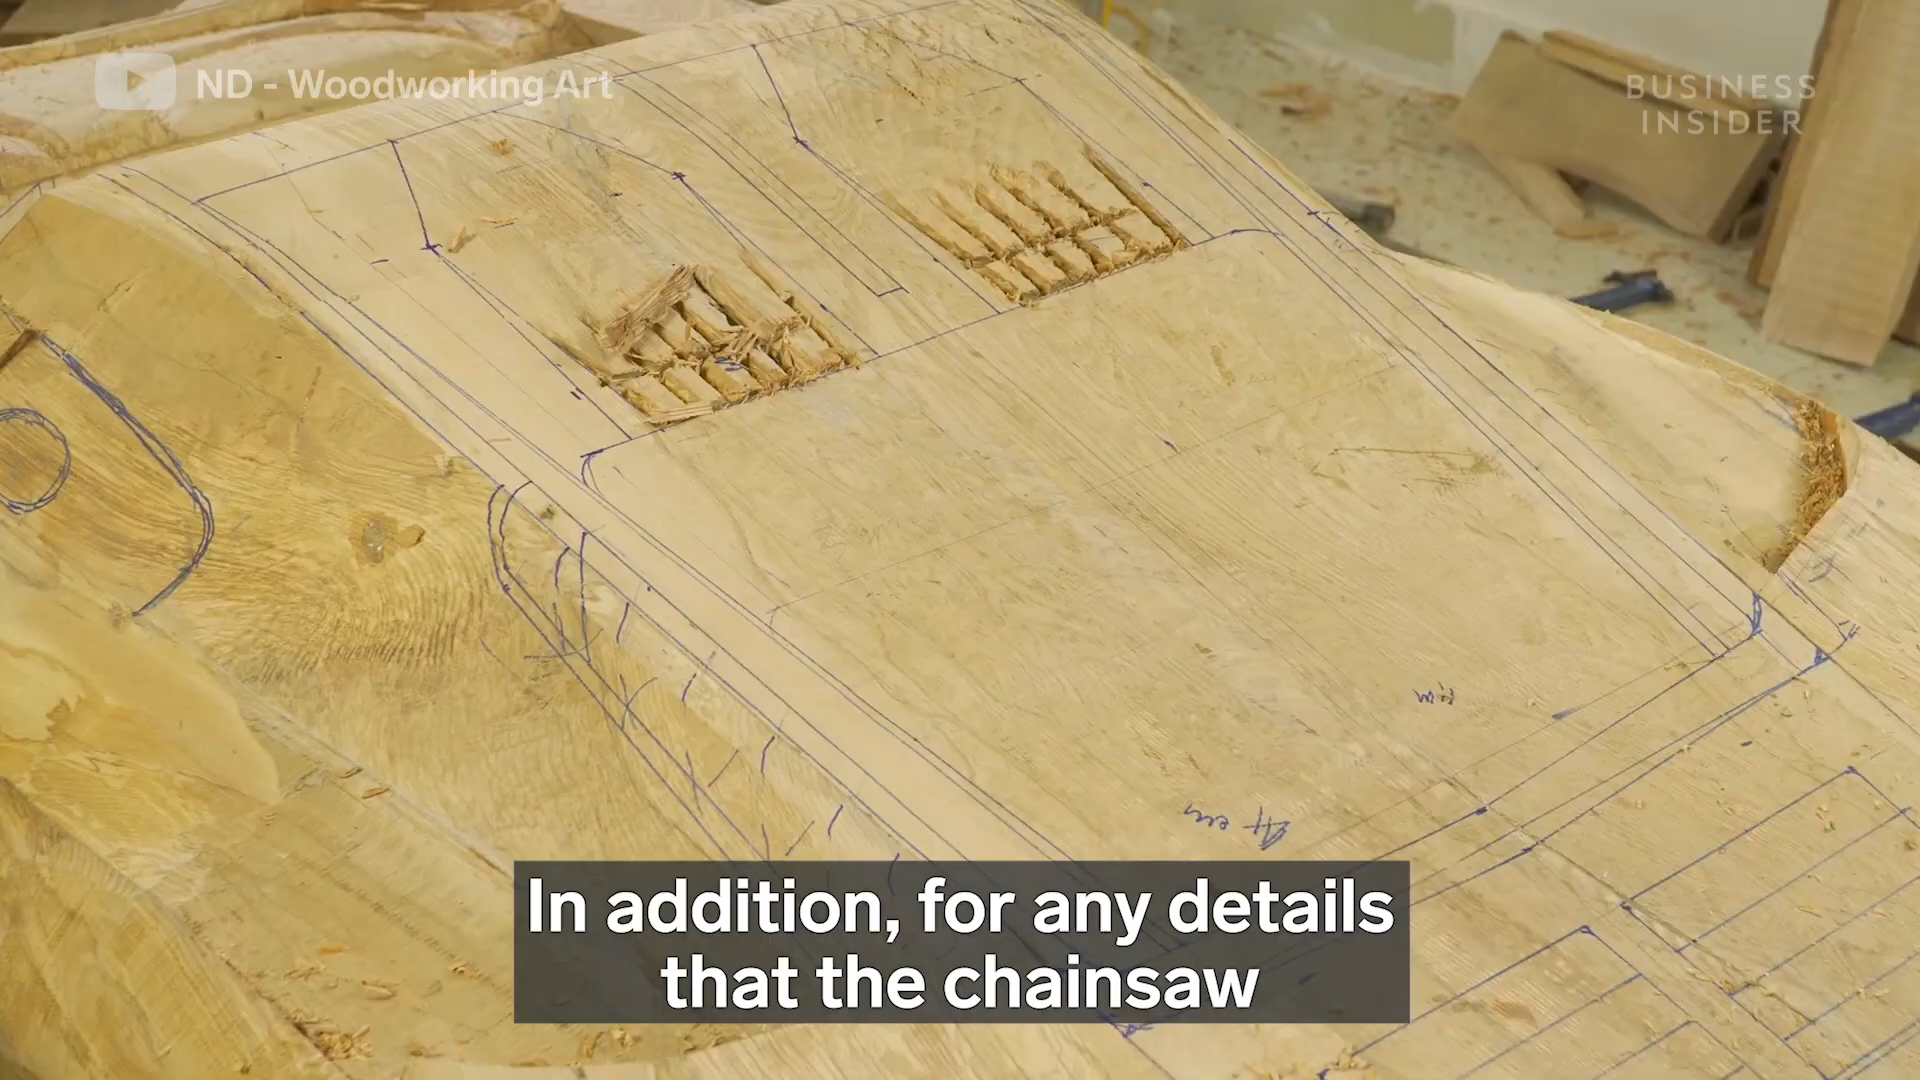 ND - Woodworking Art
BUSINESS
INSIDER
In addition, for any details
that the chainsaw